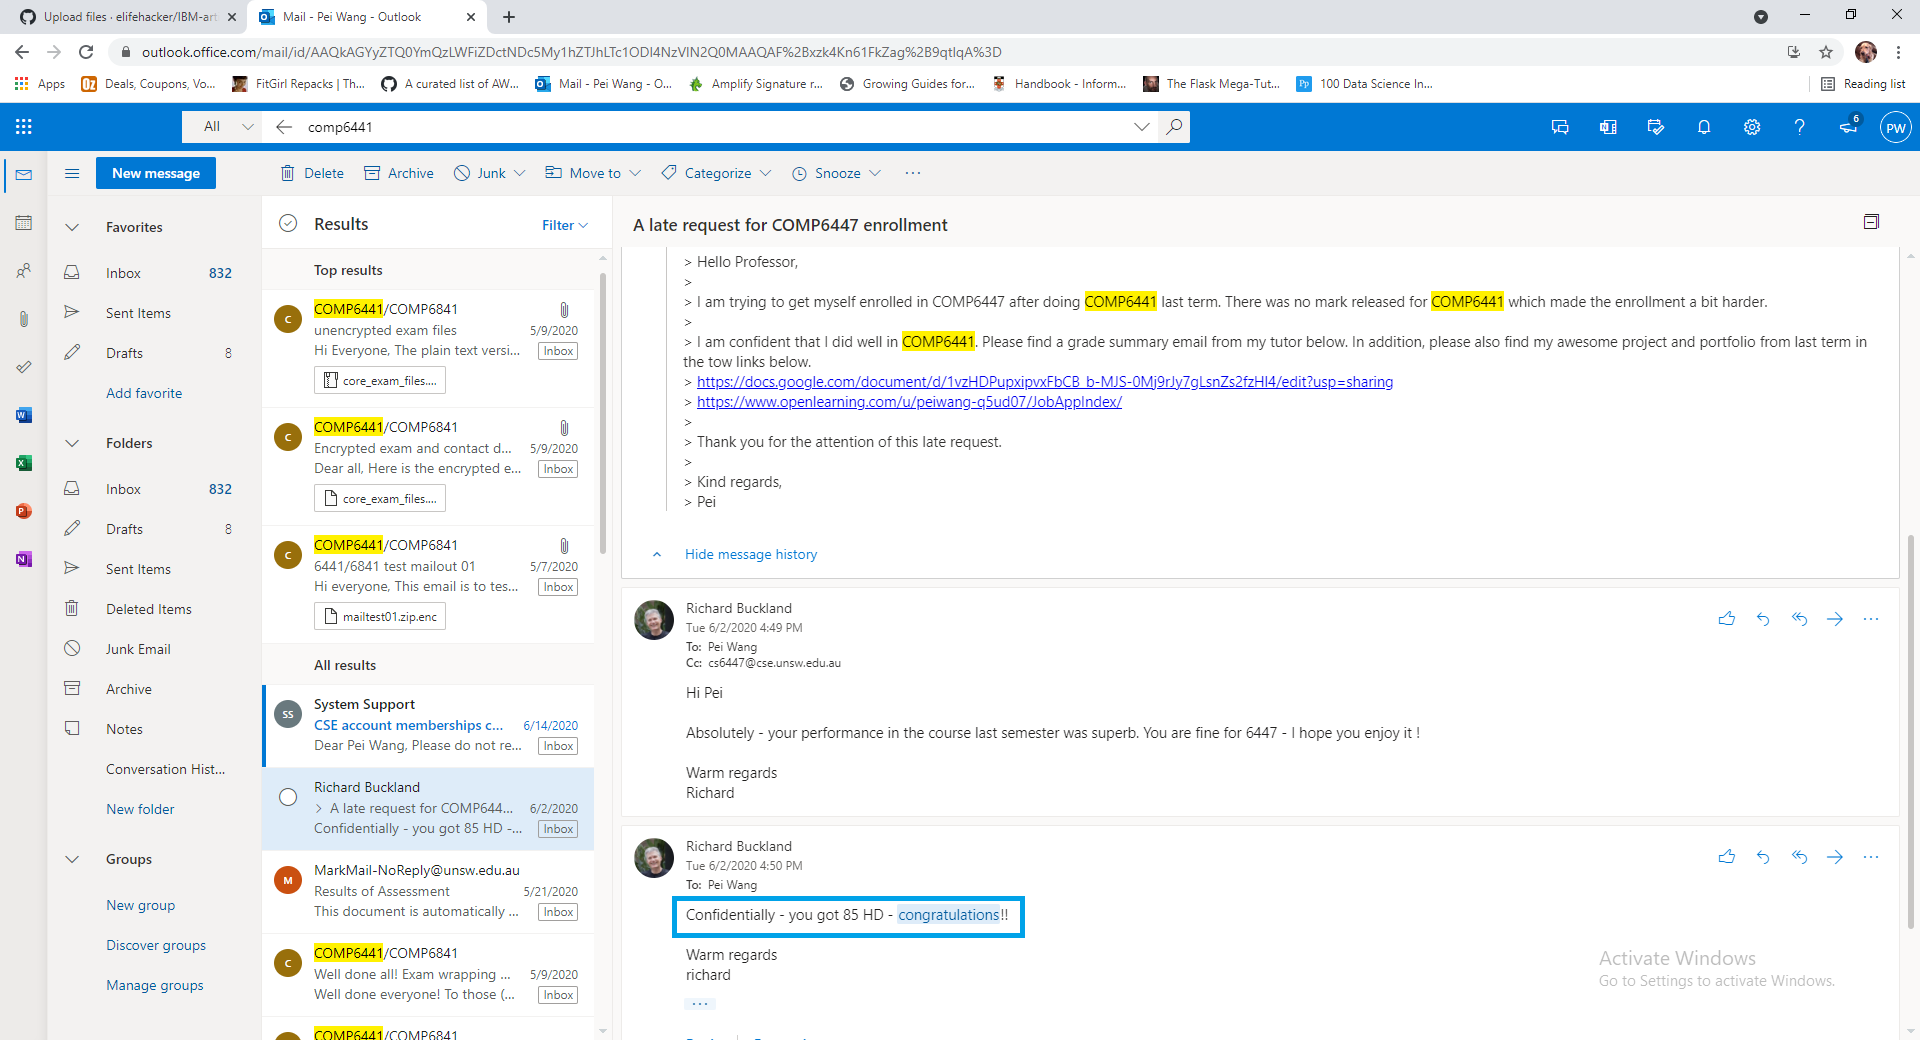 Upload files · elifehacker/IBM-art
Mail - Pei Wang - Outlook
outlook.office.com/mail/id/AAQkAGYyZTQ0YmQzLWFiZDctNDc5My1hZTJhLTc1ODI4NzVlN2Q0MAAQAF%2Bxzk4Kn61FkZag%2B9qtlqA%3D
Apps
Deals, Coupons, Vo...
FitGirl Repacks | Th...
A curated list of AW...
Mail - Pei Wang - O...
Amplify Signature r...
Growing Guides for...
Handbook - Inform...
The Flask Mega-Tut...
100 Data Science In...
Reading list
All
comp6441
6
PW
New message
Delete
Archive
Junk
Move to
Categorize
Snooze
...
Favorites
Inbox 832
Sent Items
Drafts 8
Add favorite
Folders
Inbox 832
Drafts 8
Sent Items
Deleted Items
Junk Email
Archive
Notes
Conversation Hist...
New folder
Groups
New group
Discover groups
Manage groups
Results
Filter
Top results
C
COMP6441/COMP6841
unencrypted exam files 5/9/2020
Hi Everyone, The plain text versi... Inbox
core_exam_files....
C
COMP6441/COMP6841
Encrypted exam and contact d... 5/9/2020
Dear all, Here is the encrypted e... Inbox
core_exam_files....
C
COMP6441/COMP6841
6441/6841 test mailout 01 5/7/2020
Hi everyone, This email is to tes... Inbox
mailtest01.zip.enc
All results
SS
System Support
CSE account memberships c... 6/14/2020
Dear Pei Wang, Please do not re... Inbox
Richard Buckland
> A late request for COMP644... 6/2/2020
Confidentially - you got 85 HD -... Inbox
M
MarkMail-NoReply@unsw.edu.au
Results of Assessment 5/21/2020
This document is automatically ... Inbox
C
COMP6441/COMP6841
Well done all! Exam wrapping ... 5/9/2020
Well done everyone! To those (... Inbox
COMP6441/COMP6841
A late request for COMP6447 enrollment
> Hello Professor,
>
> I am trying to get myself enrolled in COMP6447 after doing COMP6441 last term. There was no mark released for COMP6441 which made the enrollment a bit harder.
>
> I am confident that I did well in COMP6441. Please find a grade summary email from my tutor below. In addition, please also find my awesome project and portfolio from last term in
the tow links below.
> https://docs.google.com/document/d/1vzHDPupxipvxFbCB_b-MJS-0Mj9rJy7gLsnZs2fzHI4/edit?usp=sharing
> https://www.openlearning.com/u/peiwang-q5ud07/JobAppIndex/
>
> Thank you for the attention of this late request.
>
> Kind regards,
> Pei
Hide message history
Richard Buckland
Tue 6/2/2020 4:49 PM
To: Pei Wang
Cc: cs6447@cse.unsw.edu.au
Hi Pei
Absolutely - your performance in the course last semester was superb. You are fine for 6447 - I hope you enjoy it !
Warm regards
Richard
Richard Buckland
Tue 6/2/2020 4:50 PM
To: Pei Wang
Confidentially - you got 85 HD - congratulations!!
Warm regards
richard
...
Activate Windows
Go to Settings to activate Windows.